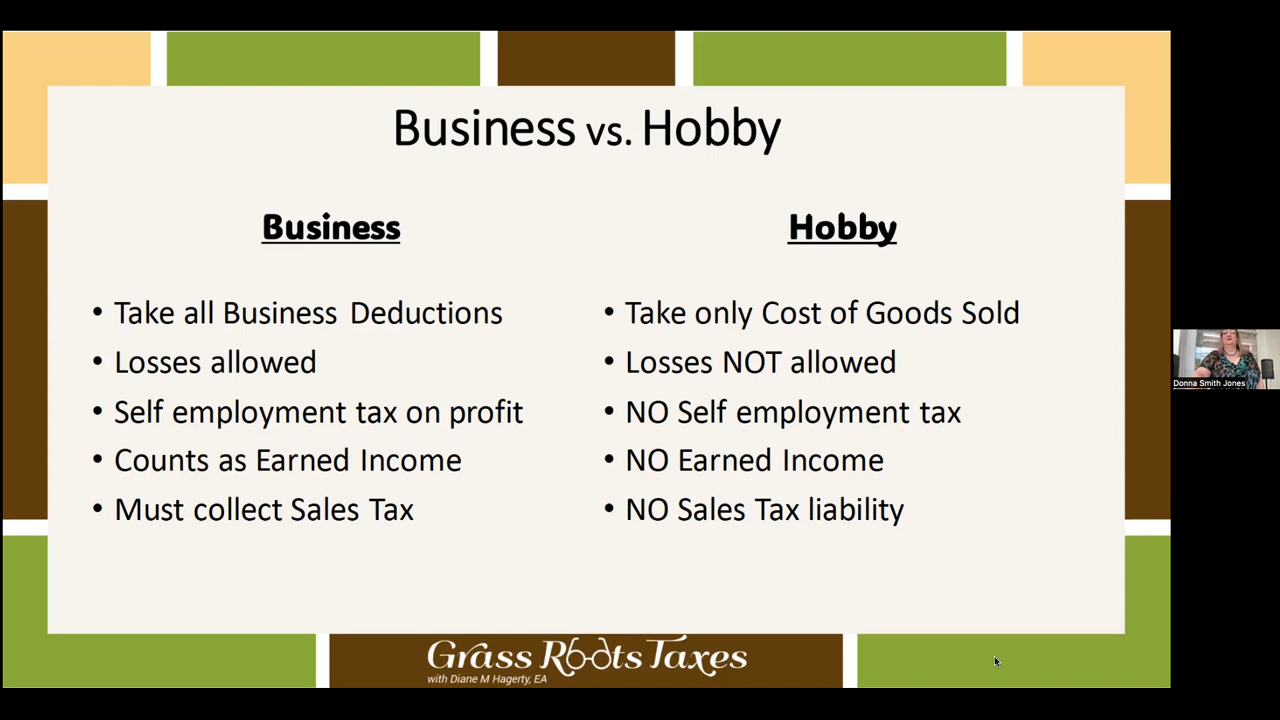 Business vs. Hobby
Business
• Take all Business Deductions
• Losses allowed
• Self employment tax on profit
• Counts as Earned Income
• Must collect Sales Tax
Hobby
• Take only Cost of Goods Sold
• Losses NOT allowed
• NO Self employment tax
• NO Earned Income
• NO Sales Tax liability
Grass Roots Taxes
with Diane M Hagerty, EA
Donna Smith Jones